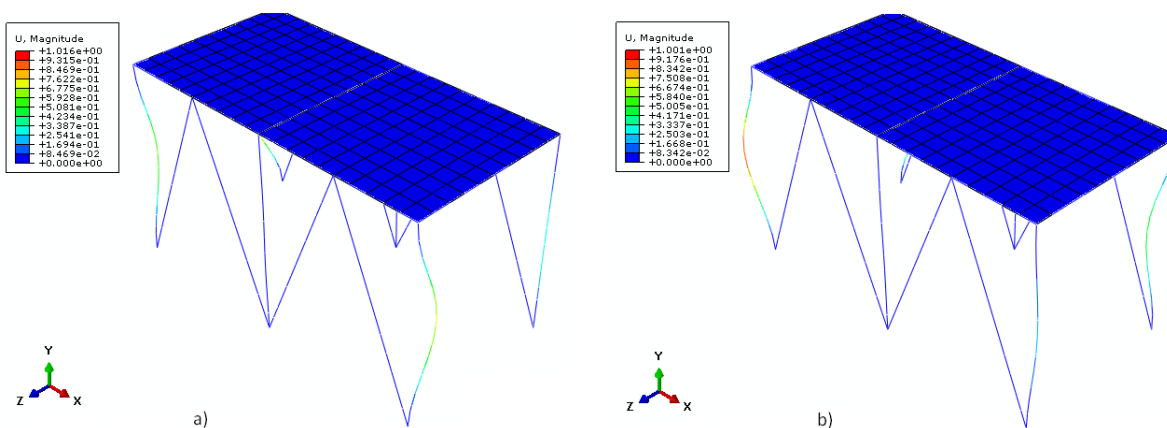 U, Magnitude
+1.016e+00
+9.315e-01
+8.469e-01
+7.622e-01
+6.775e-01
+5.928e-01
+5.081e-01
+4.234e-01
+3.387e-01
+2.541e-01
+1.694e-01
+8.469e-02
+0.000e+00
Y
Z
X
a)
U, Magnitude
+1.001e+00
+9.176e-01
+8.342e-01
+7.508e-01
+6.674e-01
+5.840e-01
+5.005e-01
+4.171e-01
+3.337e-01
+2.503e-01
+1.668e-01
+8.342e-02
+0.000e+00
Y
Z
X
b)